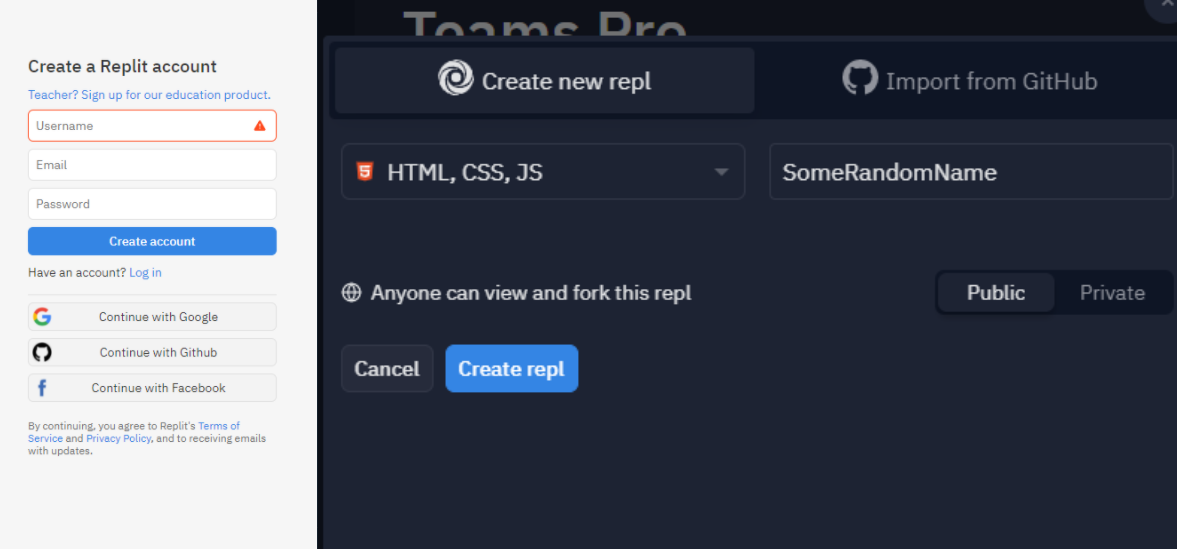 Create a Replit account
Teacher? Sign up for our education product.
Username
Email
Password
Create account
Have an account? Log in
Continue with Google
Continue with Github
Continue with Facebook
By continuing, you agree to Replit's Terms of
Service and Privacy Policy, and to receiving emails
with updates.
Teams Pro
Create new repl
Import from GitHub
HTML, CSS, JS
SomeRandomName
Anyone can view and fork this repl
Public
Private
Cancel
Create repl